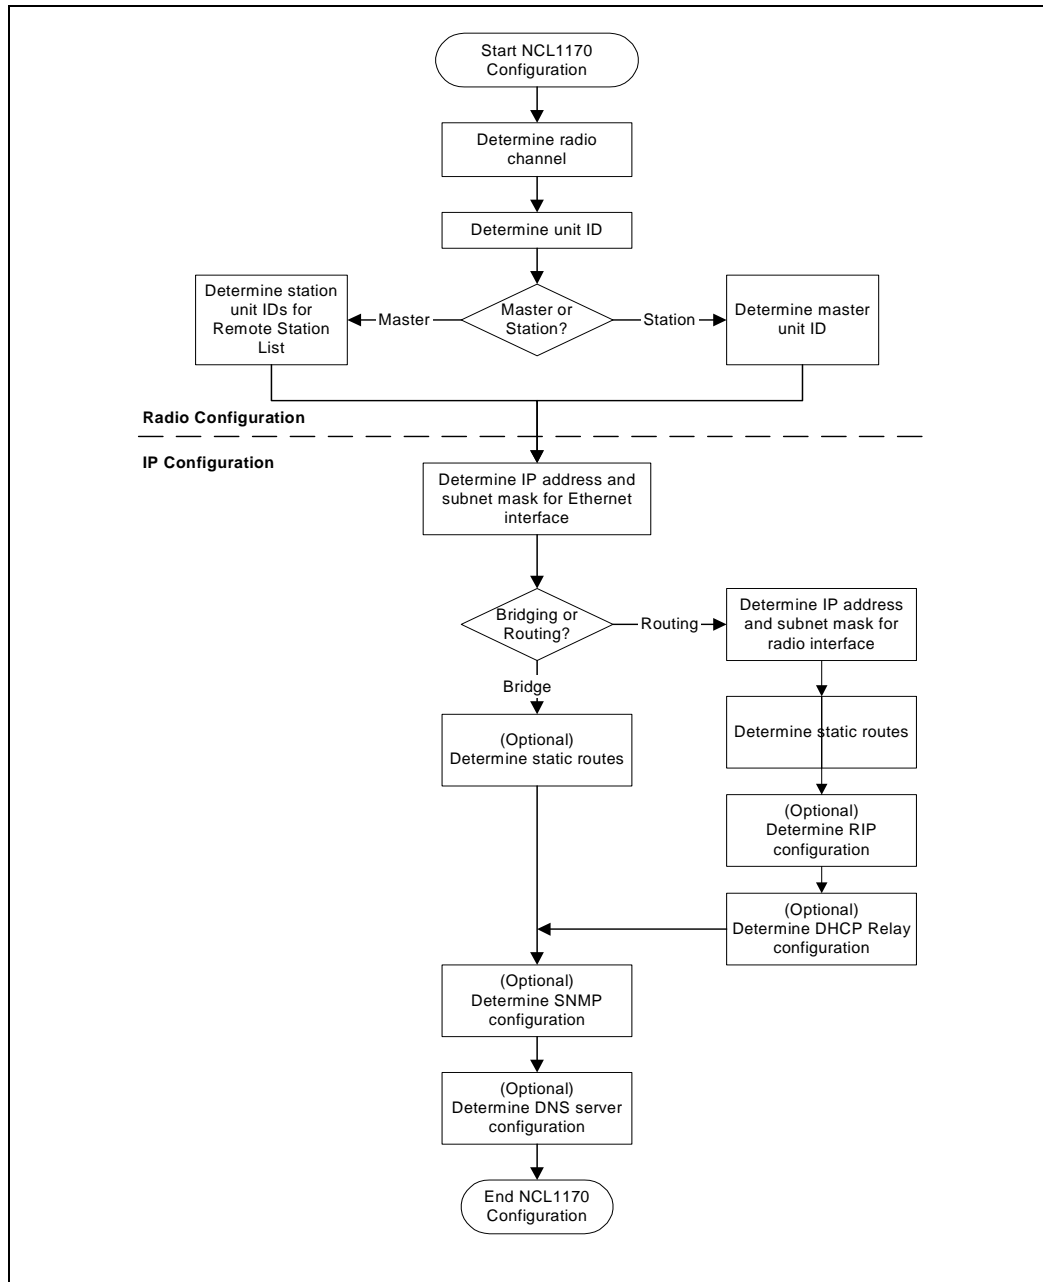 Start NCL1170
Configuration
Determine radio
channel
Determine unit ID
Determine station
unit IDs for
Remote Station
List
Master
Master or
Station?
Station
Determine master
unit ID
Radio Configuration
IP Configuration
Determine IP address and
subnet mask for Ethernet
interface
Bridging or
Routing?
Routing
Determine IP address
and subnet mask for
radio interface
Bridge
(Optional)
Determine static routes
Determine static routes
(Optional)
Determine RIP
configuration
(Optional)
Determine DHCP Relay
configuration
(Optional)
Determine SNMP
configuration
(Optional)
Determine DNS server
configuration
End NCL1170
Configuration